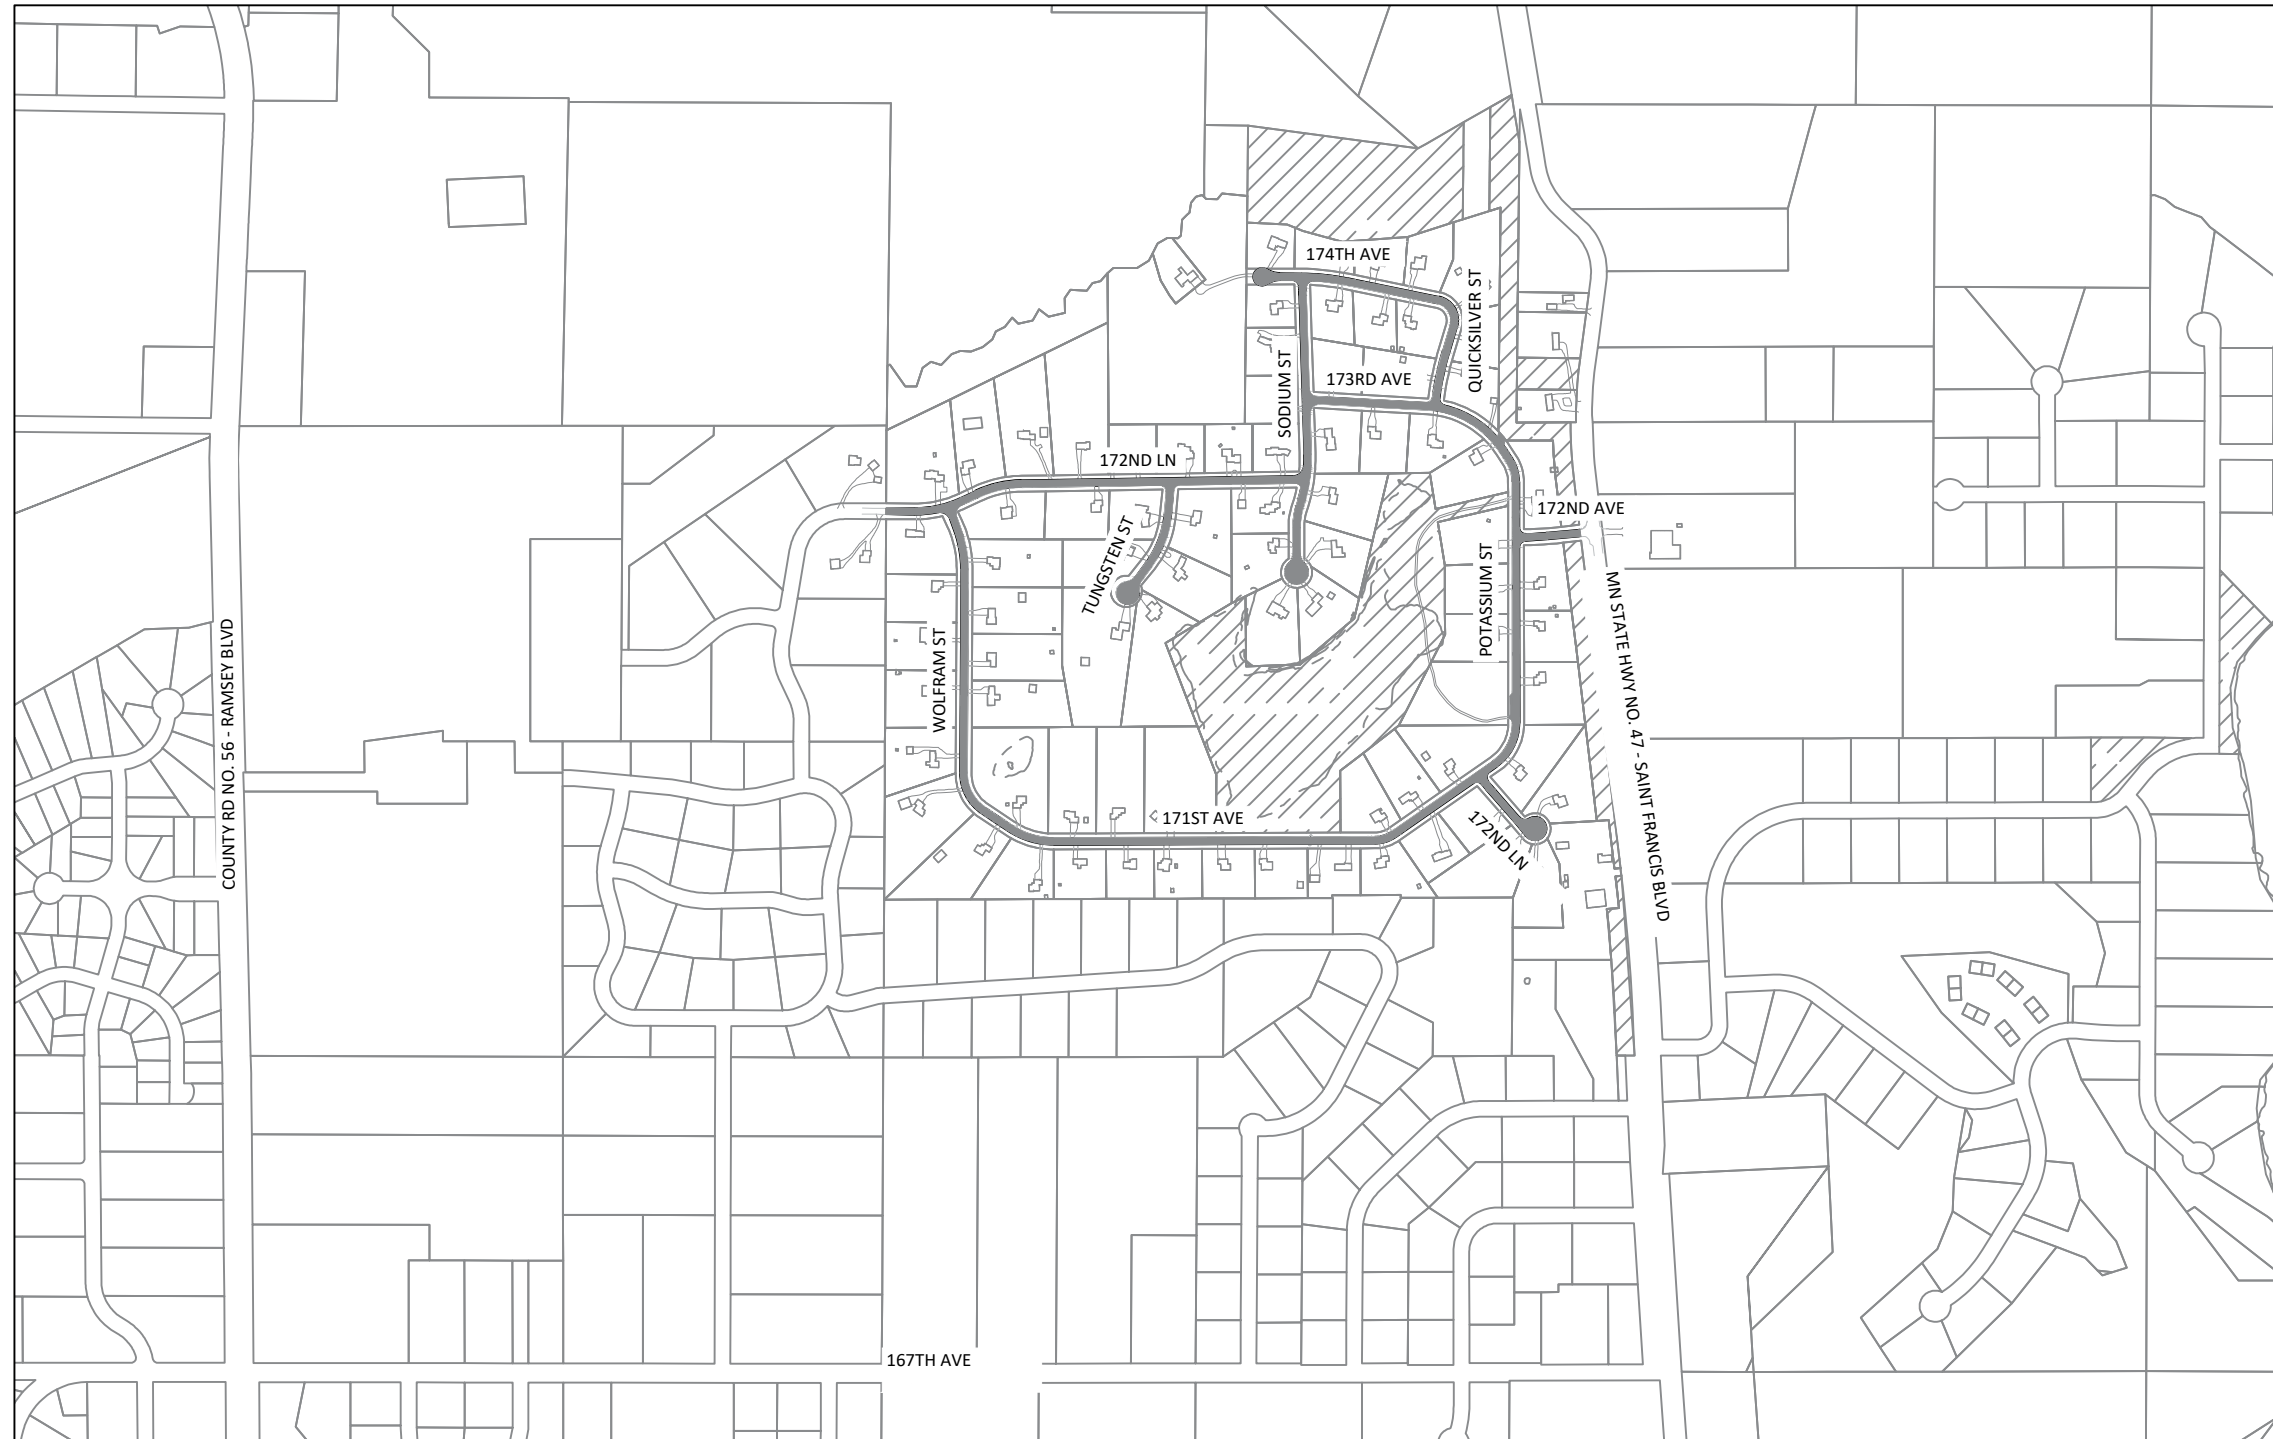 174TH AVE
QUICKSILVER ST
173RD AVE
SODIUM ST
172ND LN
172ND AVE
TUNGSTEN ST
POTASSIUM ST
WOLFRAM ST
COUNTY RD NO. 56 - RAMSEY BLVD
MN STATE HWY NO. 47 - SAINT FRANCIS BLVD
171ST AVE
172ND LN
167TH AVE